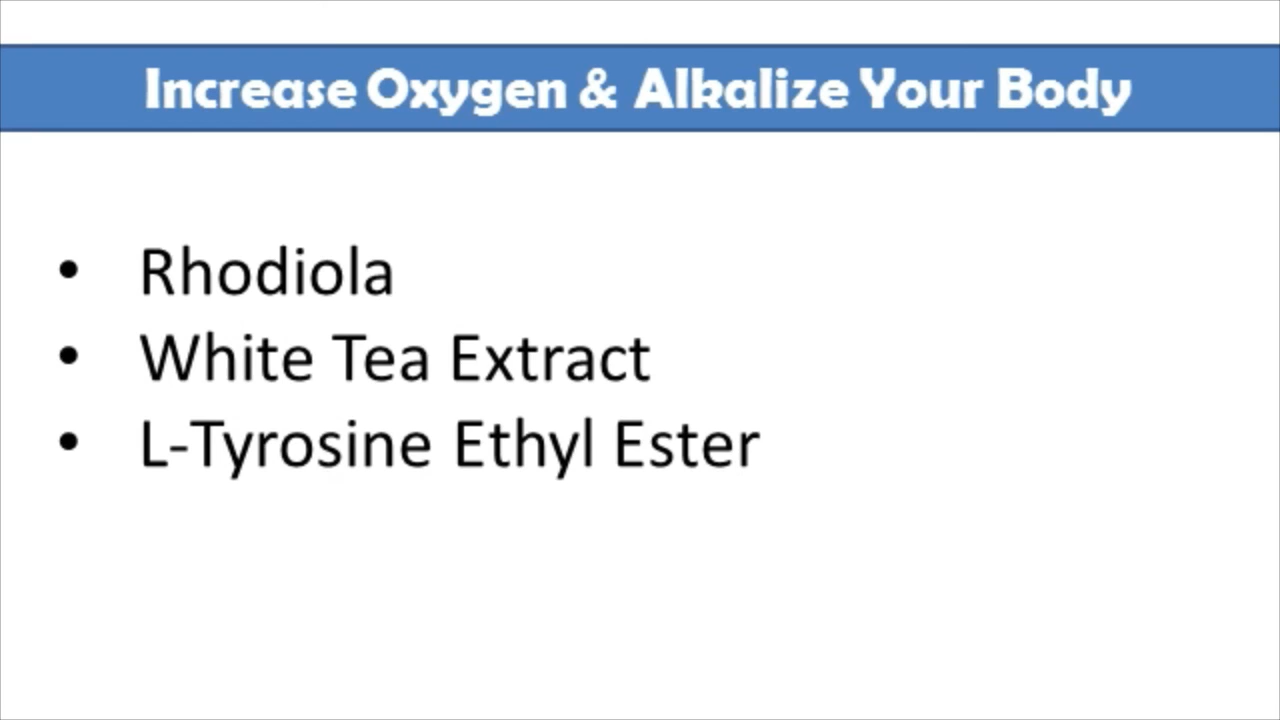 Increase Oxygen & Alkalize Your Body
• Rhodiola
• White Tea Extract
• L-Tyrosine Ethyl Ester